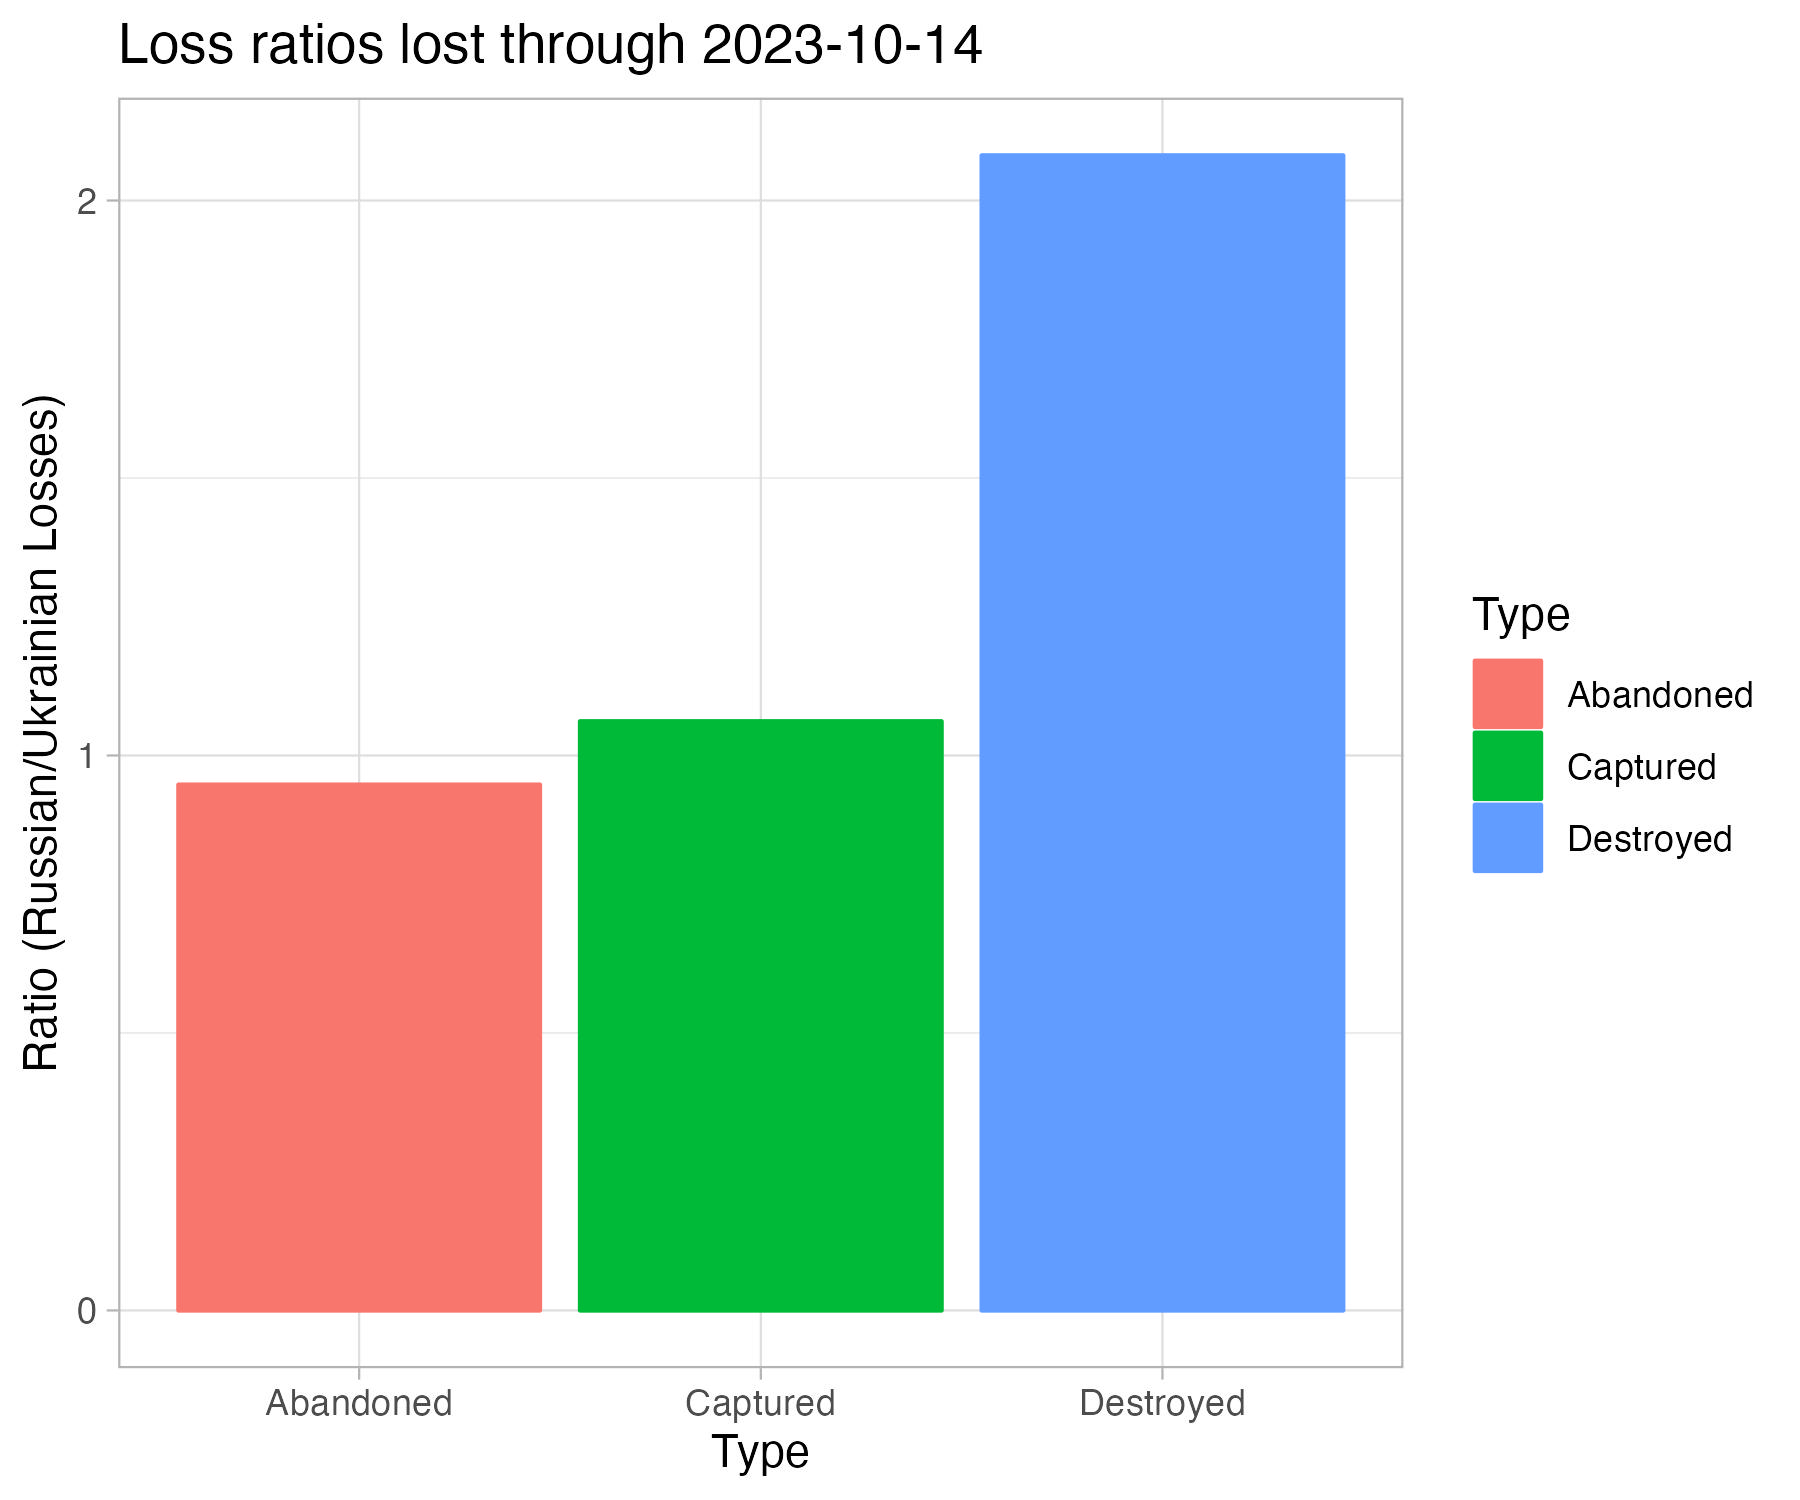 Loss ratios lost through 2023-10-14
Ratio (Russian/Ukrainian Losses)
2
1
0
Abandoned
Captured
Destroyed
Type
Type
Abandoned
Captured
Destroyed